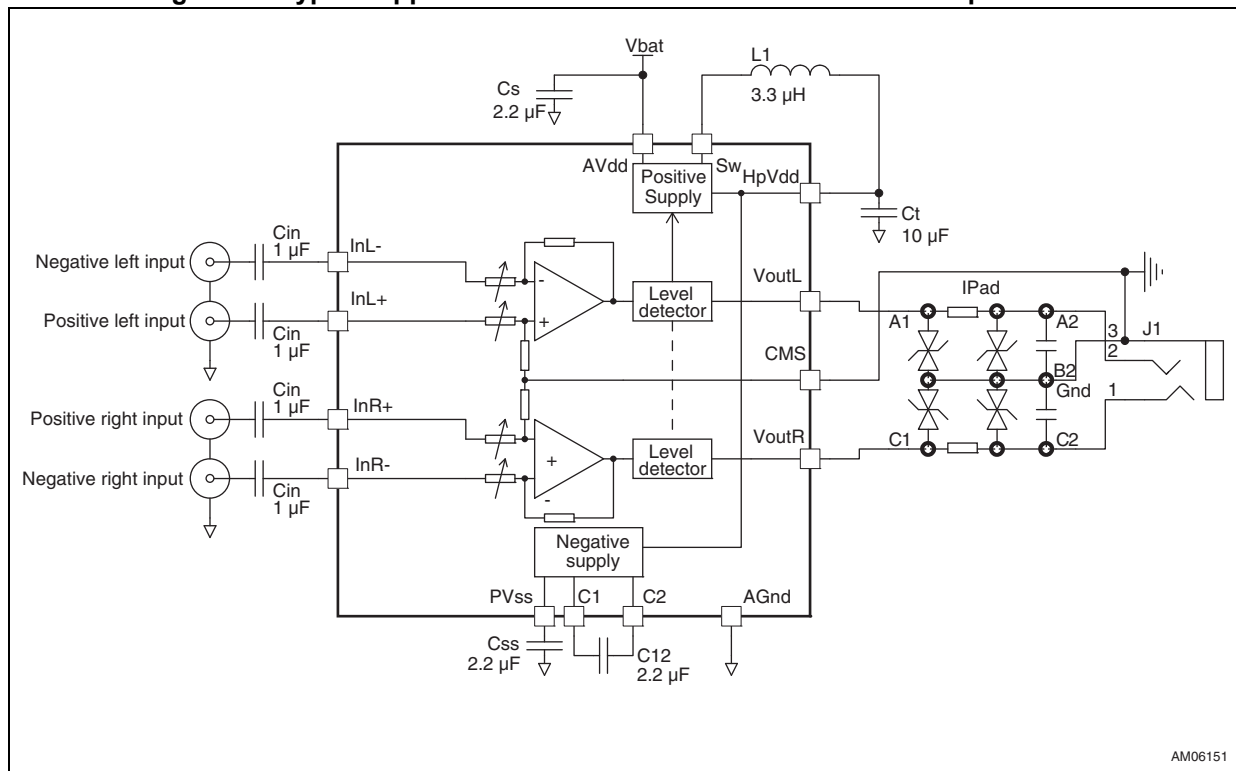 Vbat
L1
3.3 µH
Cs
2.2 µF
AVdd
Sw
HpVdd
Positive
Supply
Ct
10 µF
Cin
1 µF
InL-
Negative left input
InL+
Positive left input
Cin
1 µF
-
+
Level
detector
VoutL
IPad
A1
A2
3
J1
2
CMS
B2
Gnd
1
Cin
1 µF
InR+
Positive right input
InR-
Negative right input
Cin
1 µF
+
-
Level
detector
VoutR
C1
C2
Negative
supply
PVss
C1
C2
AGnd
Css
2.2 µF
C12
2.2 µF
AM06151